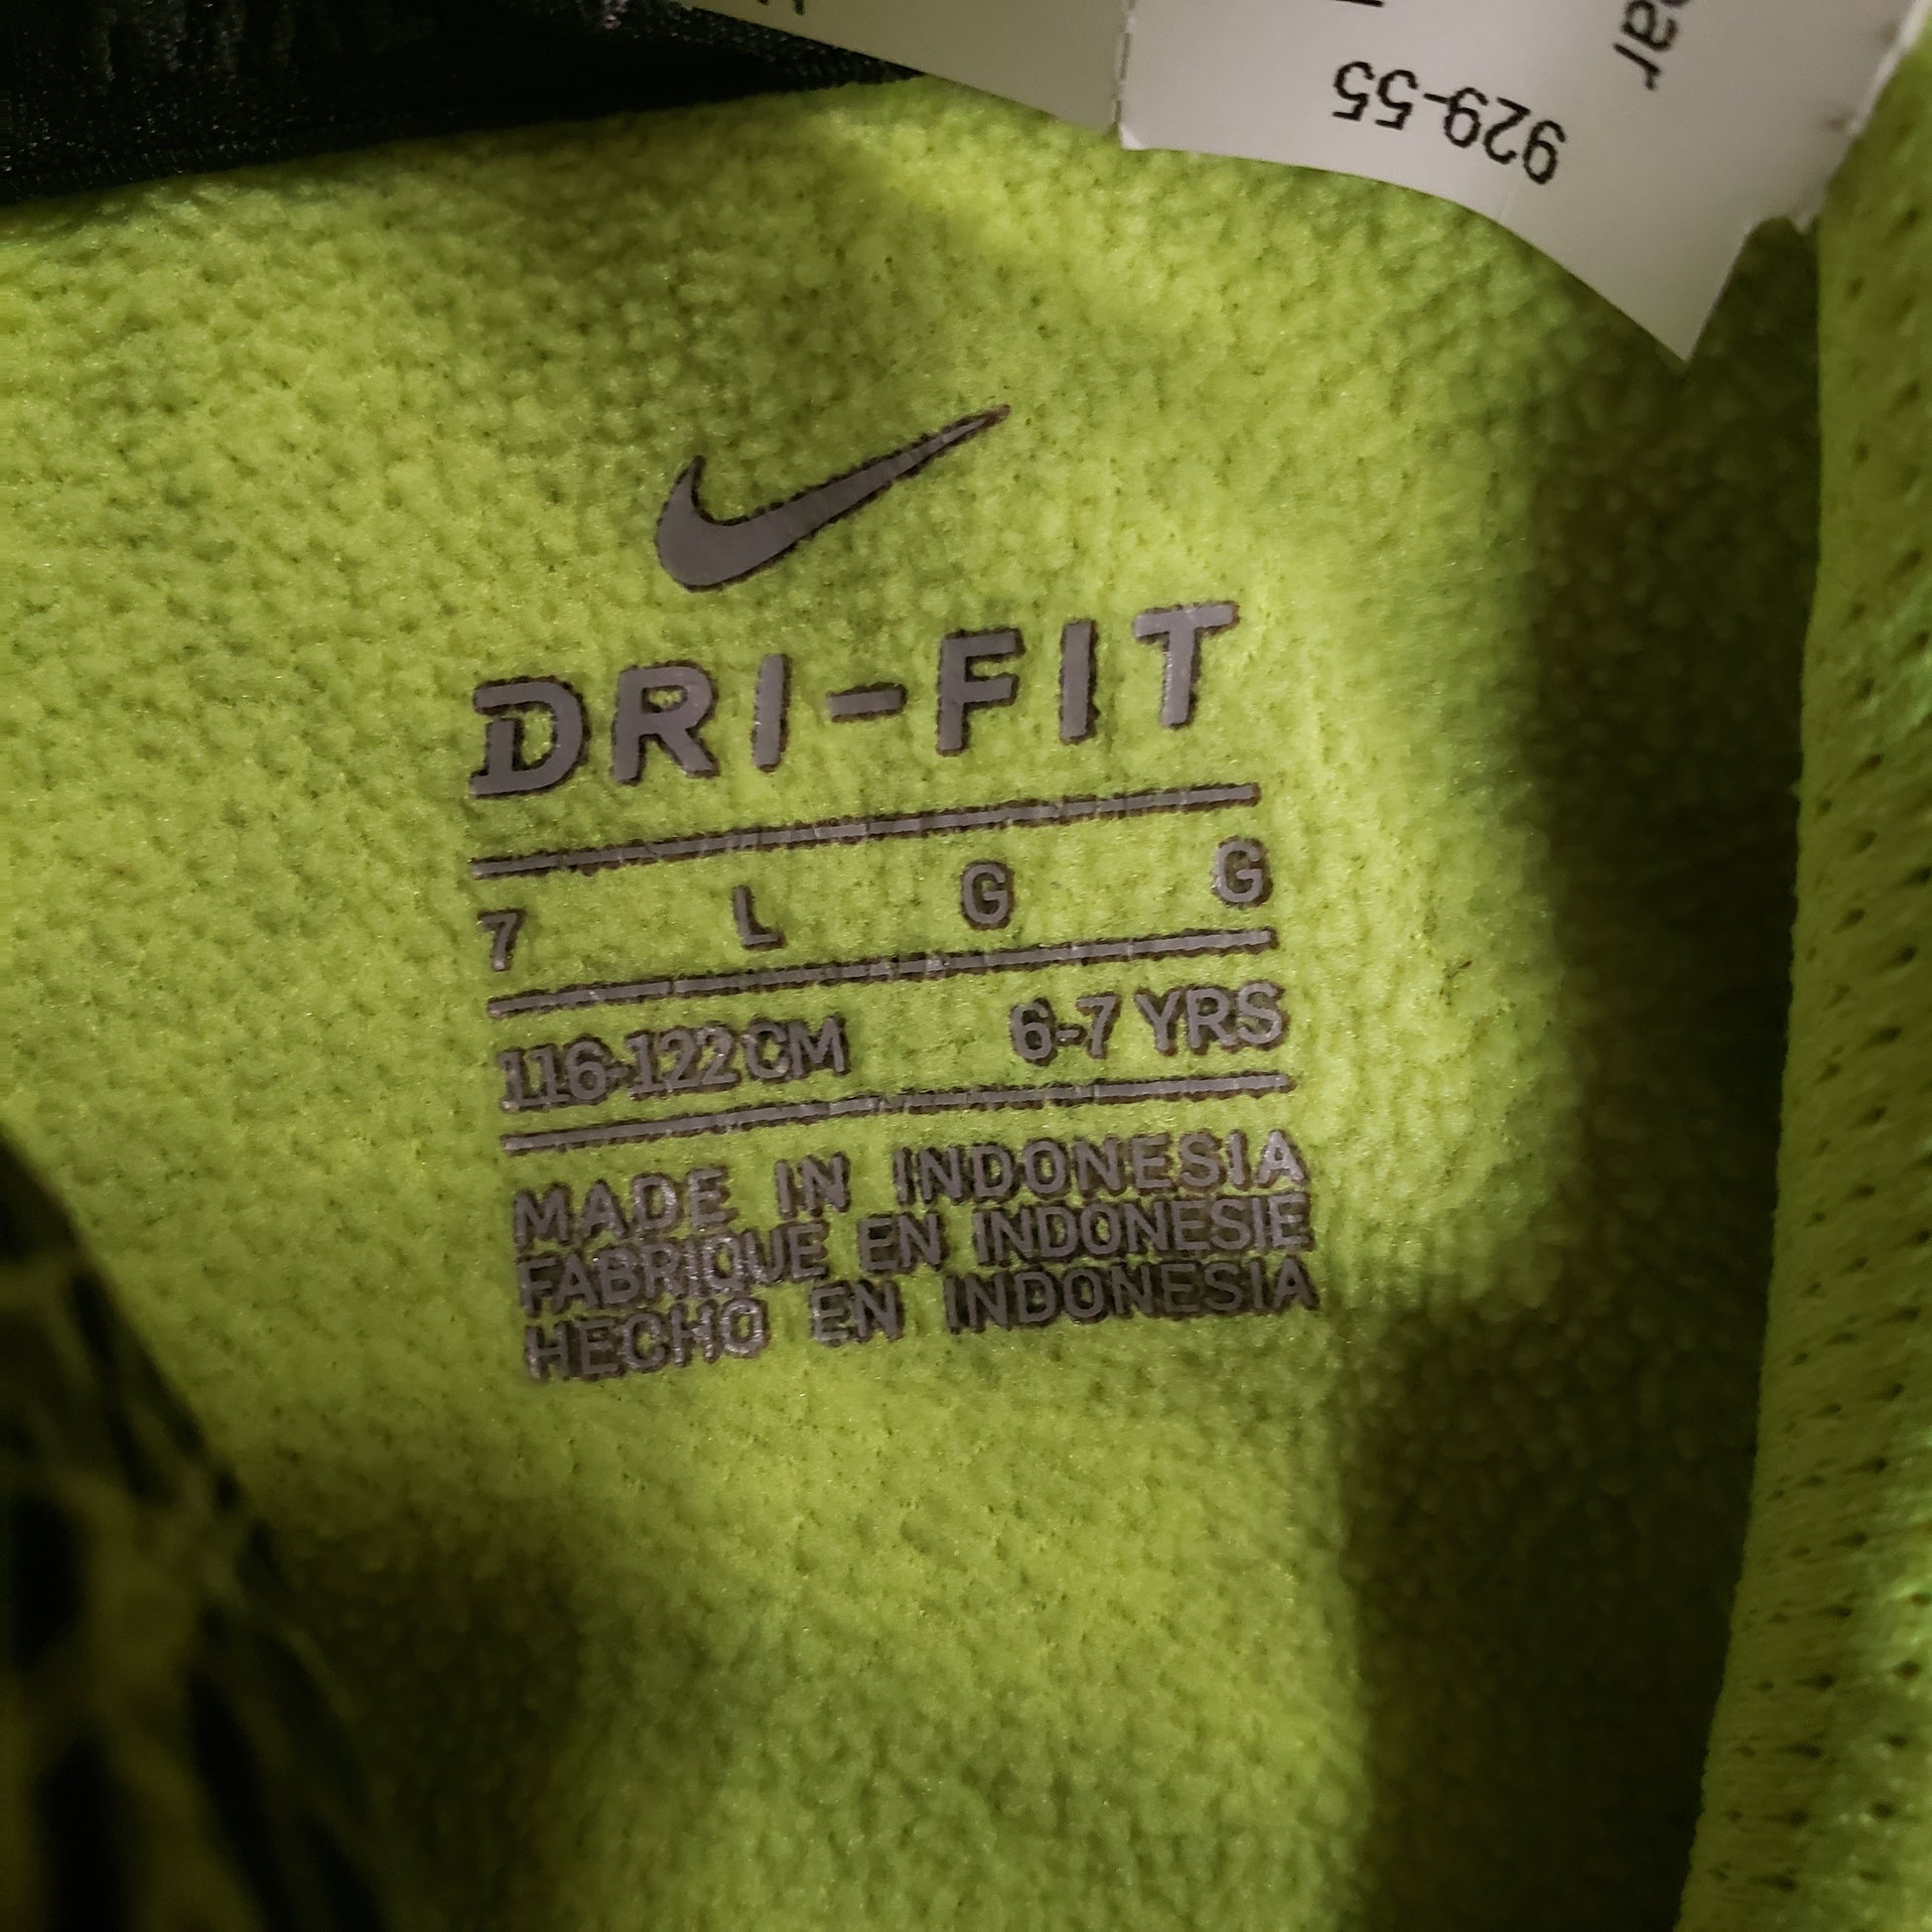 ar
929-55
DRI-FIT
7 L G G
116-122 CM 6-7 YRS
MADE IN INDONESIA
FABRIQUE EN INDONESIE
HECHO EN INDONESIA